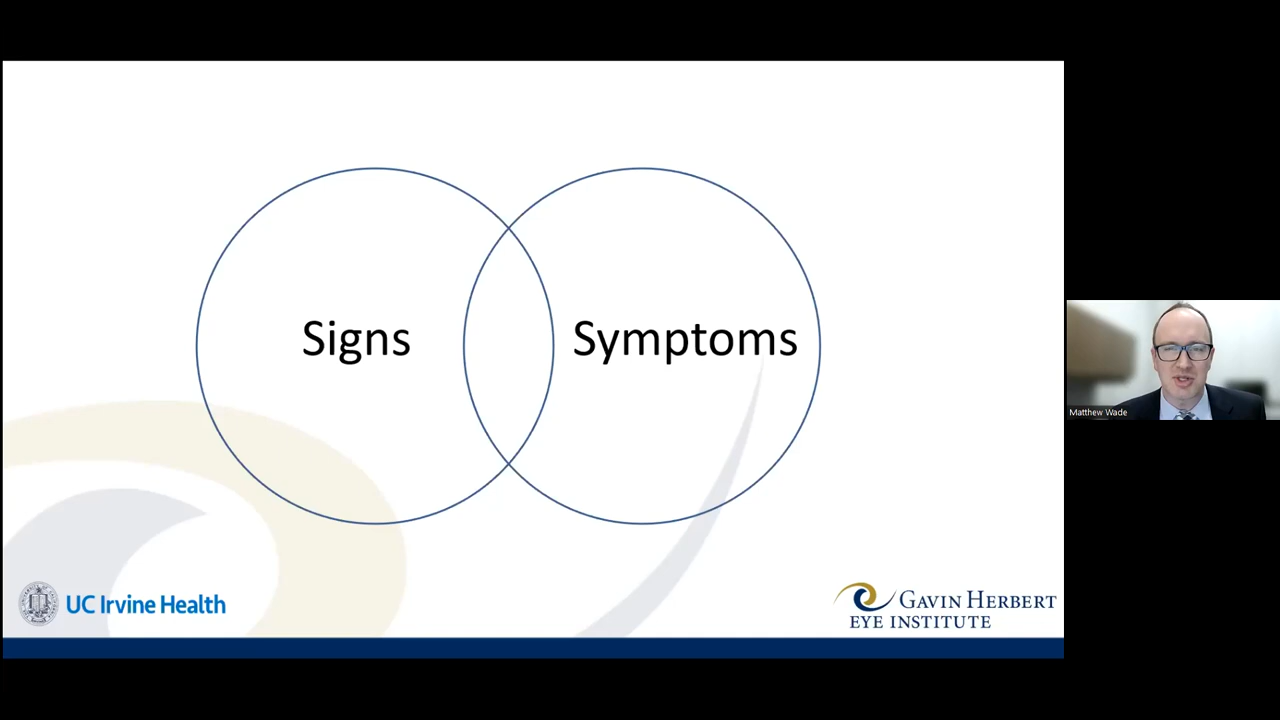 Signs
Symptoms
Matthew Wade
UC Irvine Health
GAVIN HERBERT
EYE INSTITUTE